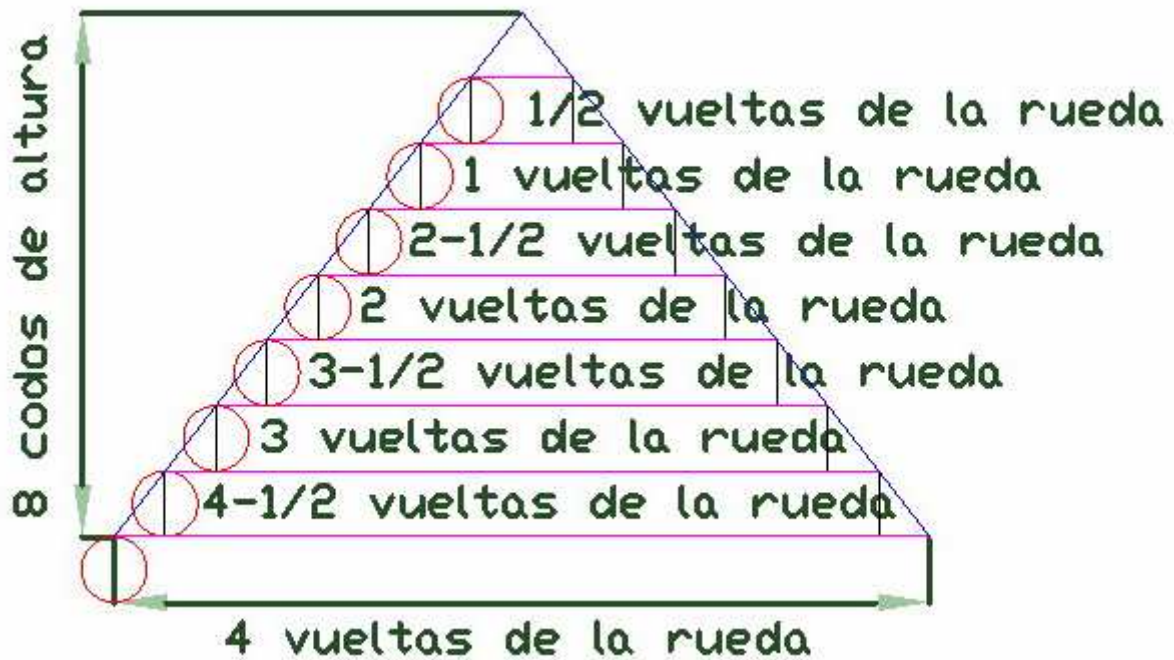 8 codos de altura
1/2 vueltas de la rueda
1 vueltas de la rueda
2-1/2 vueltas de la rueda
2 vueltas de la rueda
3-1/2 vueltas de la rueda
3 vueltas de la rueda
4-1/2 vueltas de la rueda
4 vueltas de la rueda